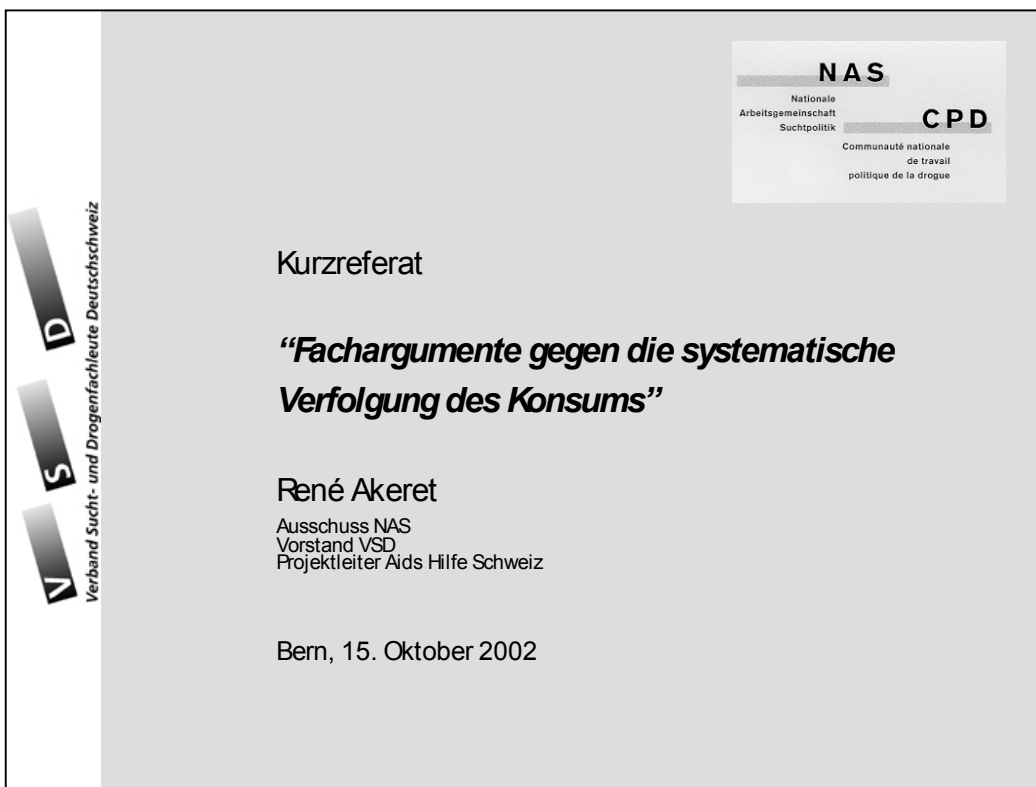 NAS
Nationale
Arbeitsgemeinschaft
Suchtpolitik
CPD
Communauté nationale
de travail
politique de la drogue
VSD
Verband Sucht- und Drogenfachleute Deutschschweiz
Kurzreferat
“Fachargumente gegen die systematische
Verfolgung des Konsums”
René Akeret
Ausschuss NAS
Vorstand VSD
Projektleiter Aids Hilfe Schweiz
Bern, 15. Oktober 2002